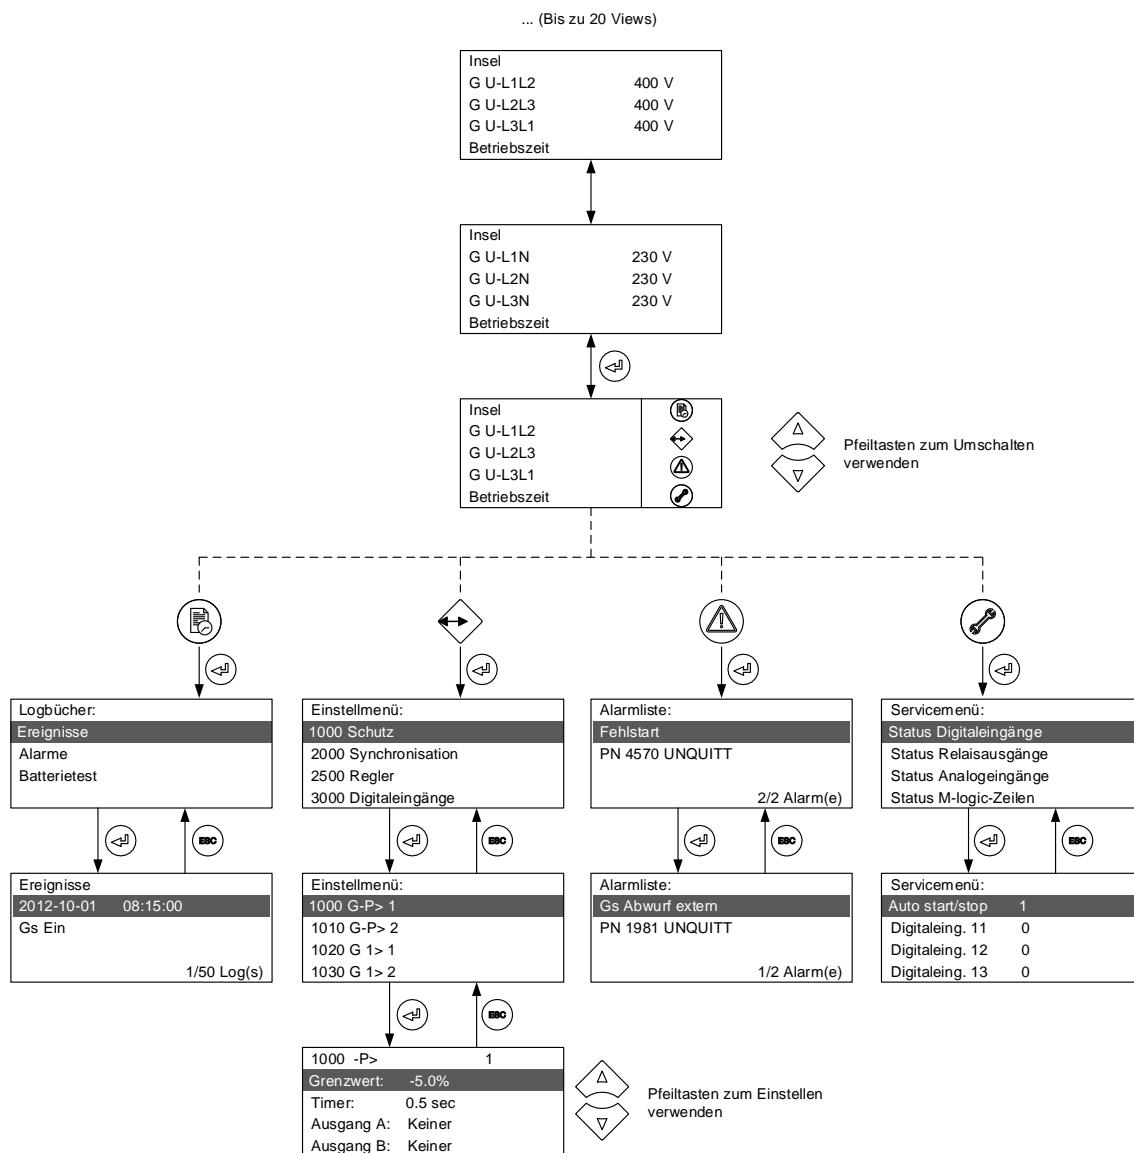 ... (Bis zu 20 Views)
Insel
G U-L1L2 400 V
G U-L2L3 400 V
G U-L3L1 400 V
Betriebszeit
Insel
G U-L1N 230 V
G U-L2N 230 V
G U-L3N 230 V
Betriebszeit
Insel
G U-L1L2
G U-L2L3
G U-L3L1
Betriebszeit
Pfeiltasten zum Umschalten
verwenden
Logbücher:
Ereignisse
Alarme
Batterietest
Einstellmenü:
1000 Schutz
2000 Synchronisation
2500 Regler
3000 Digitaleingänge
Alarmliste:
Fehlstart
PN 4570 UNQUITT
2/2 Alarm(e)
Servicemenü:
Status Digitaleingänge
Status Relaisausgänge
Status Analogeingänge
Status M-logic-Zeilen
ESC
ESC
ESC
ESC
Ereignisse
2012-10-01 08:15:00
Gs Ein
1/50 Log(s)
Einstellmenü:
1000 G-P> 1
1010 G-P> 2
1020 G 1> 1
1030 G 1> 2
Alarmliste:
Gs Abwurf extern
PN 1981 UNQUITT
1/2 Alarm(e)
Servicemenü:
Auto start/stop 1
Digitaleing. 11 0
Digitaleing. 12 0
Digitaleing. 13 0
ESC
1000 -P> 1
Grenzwert: -5.0%
Timer: 0.5 sec
Ausgang A: Keiner
Ausgang B: Keiner
Pfeiltasten zum Einstellen
verwenden